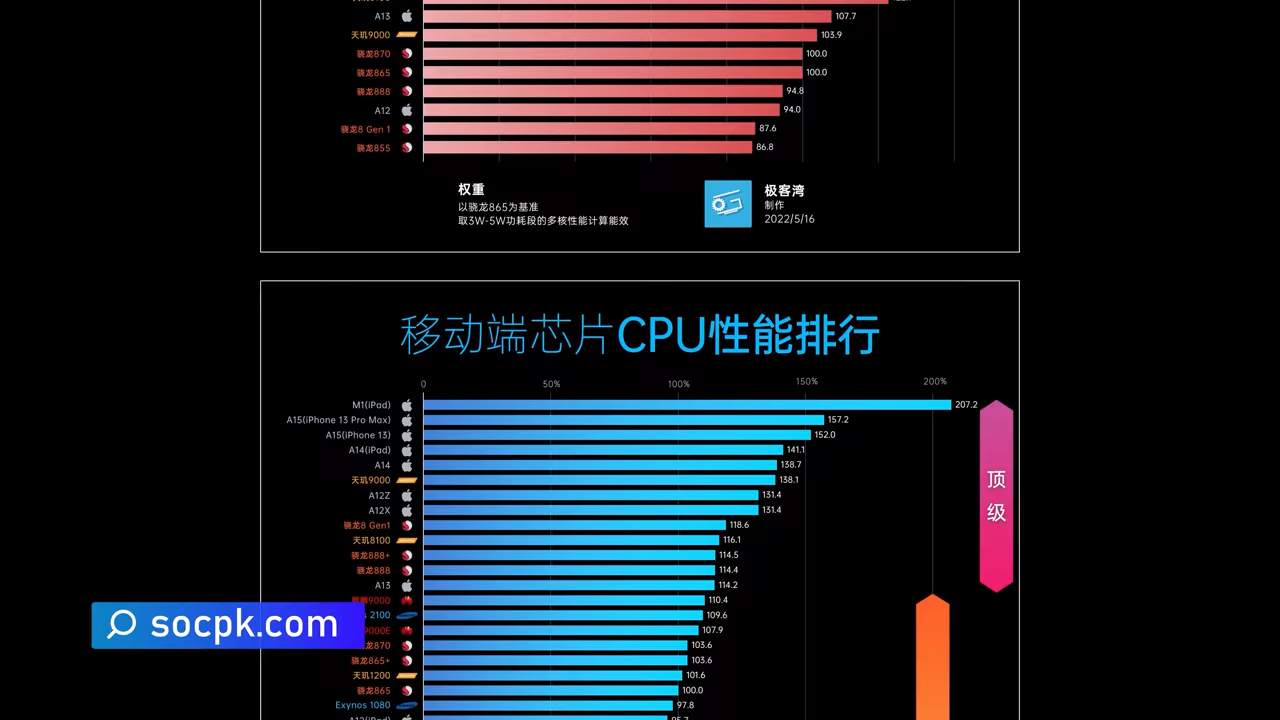 A13 107.7
天玑9000 103.9
骁龙870 100.0
骁龙865 100.0
骁龙888 94.8
A12 94.0
骁龙8 Gen 1 87.6
骁龙855 86.8
权重
以骁龙865为基准
取3W-5W功耗段的多核性能计算能效
极客湾
制作
2022/5/16
移动端芯片CPU性能排行
0 50% 100% 150% 200%
M1(iPad) 207.2
A15(iPhone 13 Pro Max) 157.2
A15(iPhone 13) 152.0
A14(iPad) 141.1
A14 138.7
天玑9000 138.1
A12Z 131.4
A12X 131.4
骁龙8 Gen1 118.6
天玑8100 116.1
骁龙888+ 114.5
骁龙888 114.4
A13 114.2
9000 110.4
2100 109.6
9000E 107.9
龙870 103.6
骁龙865+ 103.6
天玑1200 101.6
骁龙865 100.0
Exynos 1080 97.8
顶级
socpk.com